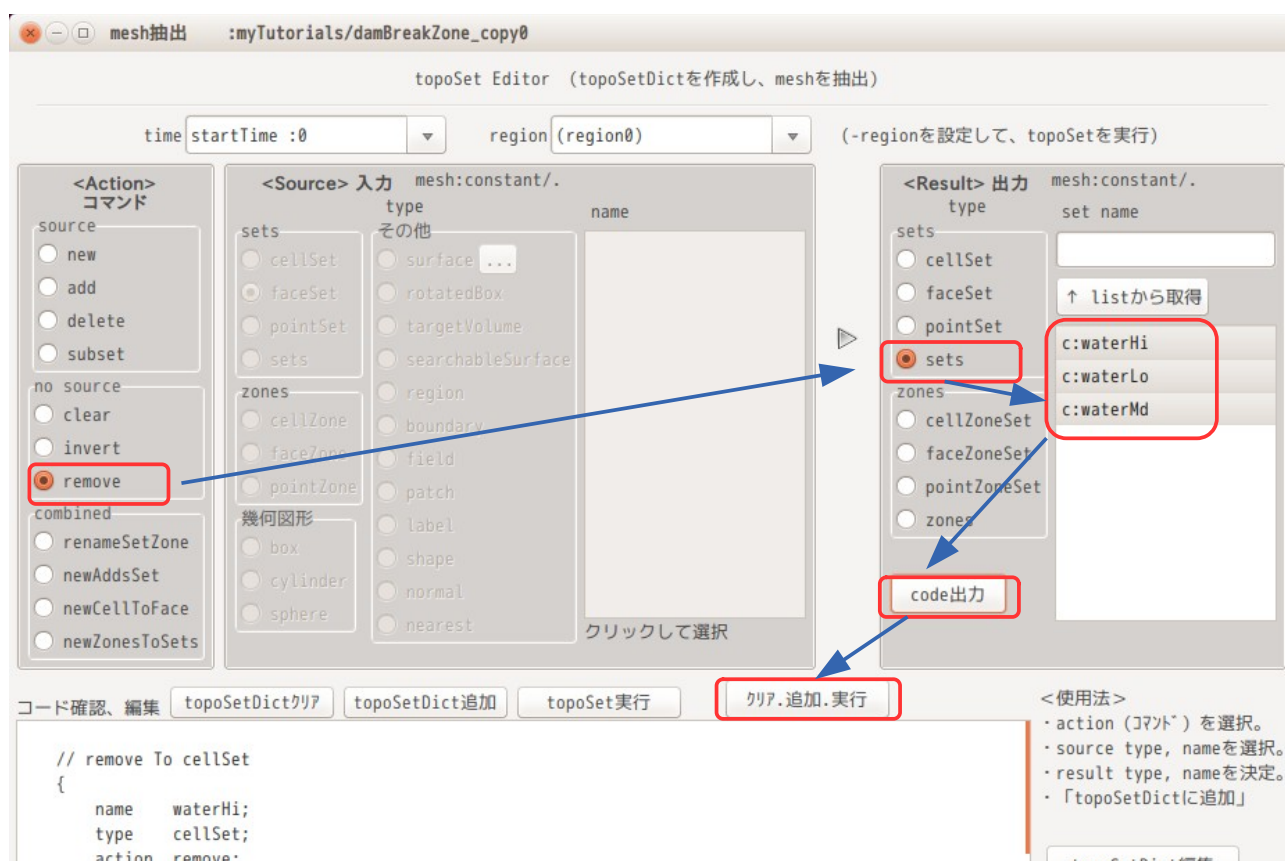 mesh抽出 :myTutorials/damBreakZone_copy0
topoSet Editor (topoSetDictを作成し、meshを抽出)
time startTime :0 region (region0) (-regionを設定して、topoSetを実行)
<Action>
コマンド
source
new
add
delete
subset
no source
clear
invert
remove
combined
renameSetZone
newAddsSet
newCellToFace
newZonesToSets
<Source> 入力 mesh:constant/.
type
name
sets
cellSet
faceSet
pointSet
sets
zones
cellZone
faceZone
pointZone
幾何図形
box
cylinder
sphere
その他
surface ...
rotatedBox
targetVolume
searchableSurface
region
boundary
field
patch
label
shape
normal
nearest
クリックして選択
<Result> 出力 mesh:constant/.
type
set name
sets
cellSet
faceSet
pointSet
sets
zones
cellZoneSet
faceZoneSet
pointZoneSet
zones
code出力
↑ listから取得
c:waterHi
c:waterLo
c:waterMd
コード確認、編集 topoSetDictｸﾘｱ topoSetDict追加 topoSet実行 ｸﾘｱ.追加.実行
// remove To cellSet
{
name waterHi;
type cellSet;
action remove;
<使用法>
・action (ｺﾏﾝﾄﾞ) を選択。
・source type, nameを選択。
・result type, nameを決定。
・「topoSetDictに追加」